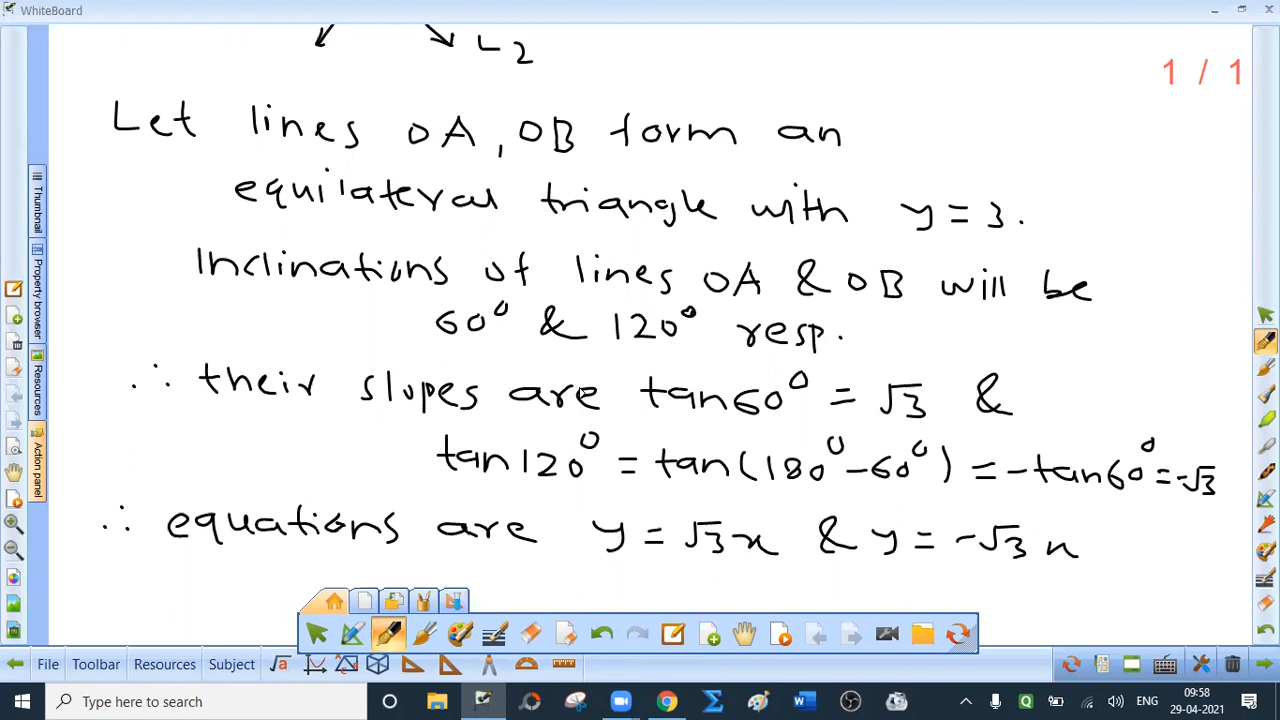 WhiteBoard
L2
1 / 1
Let lines OA, OB form an
equilateral triangle with y = 3.
Inclinations of lines OA & OB will be
60° & 120° resp.
∴ their slopes are tan60° = √3 &
tan120° = tan(180° - 60°) = -tan60° = -√3
∴ equations are y = √3x & y = -√3x
Thumbnail
Property browser
Resources
Action panel
File Toolbar Resources Subject
Type here to search
ENG
09:58
29-04-2021